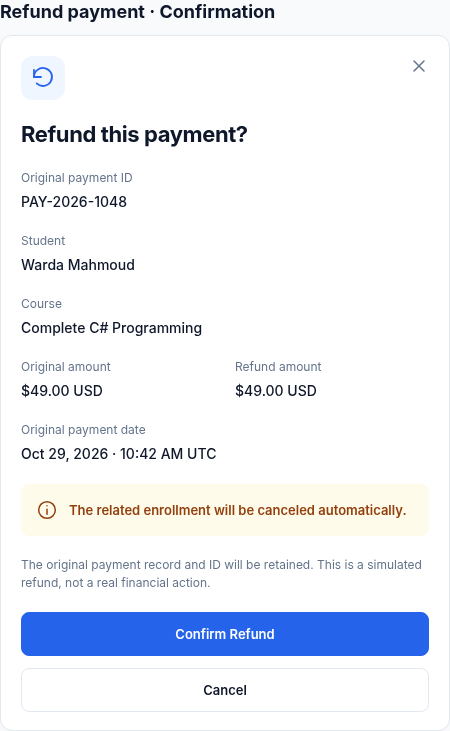 Refund payment · Confirmation
Refund this payment?
Original payment ID
PAY-2026-1048
Student
Warda Mahmoud
Course
Complete C# Programming
Original amount
$49.00 USD
Refund amount
$49.00 USD
Original payment date
Oct 29, 2026 · 10:42 AM UTC
The related enrollment will be canceled automatically.
The original payment record and ID will be retained. This is a simulated
refund, not a real financial action.
Confirm Refund
Cancel